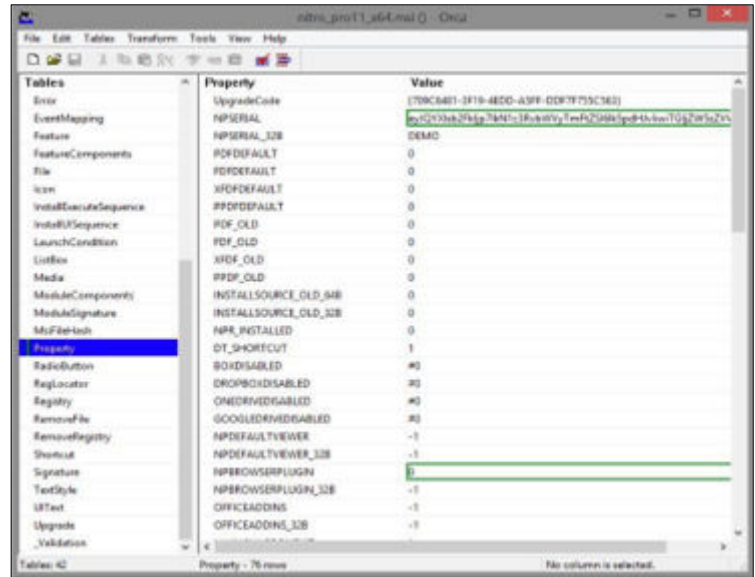 nitro_pro11_x64.msi () - Orca
File Edit Tables Transform Tools View Help
Tables Property Value
Error UpgradeCode
EventMapping NPSERIAL
Feature NPSERIAL_32B DEMO
FeatureComponents PDFDEFAULT 0
File FDFDEFAULT 0
Icon XFDFDEFAULT 0
InstallExecuteSequence PPDFDEFAULT 0
InstallUISequence PDF_OLD 0
LaunchCondition FDF_OLD 0
ListBox XFDF_OLD 0
Media PPDF_OLD 0
ModuleComponents INSTALLSOURCE_OLD_64B 0
ModuleSignature INSTALLSOURCE_OLD_32B 0
MsiFileHash NPR_INSTALLED 0
Property DT_SHORTCUT 1
RadioButton BOXDISABLED #0
RegLocator DROPBOXDISABLED #0
Registry ONEDRIVEDISABLED #0
RemoveFile GOOGLEDRIVEDISABLED #0
RemoveRegistry NPDEFAULTVIEWER -1
Shortcut NPDEFAULTVIEWER_32B -1
Signature NPBROWSERPLUGIN 0
TextStyle NPBROWSERPLUGIN_32B -1
UIText OFFICEADDINS -1
Upgrade OFFICEADDINS_32B -1
_Validation
Tables: 42 Property - 76 rows No column is selected.